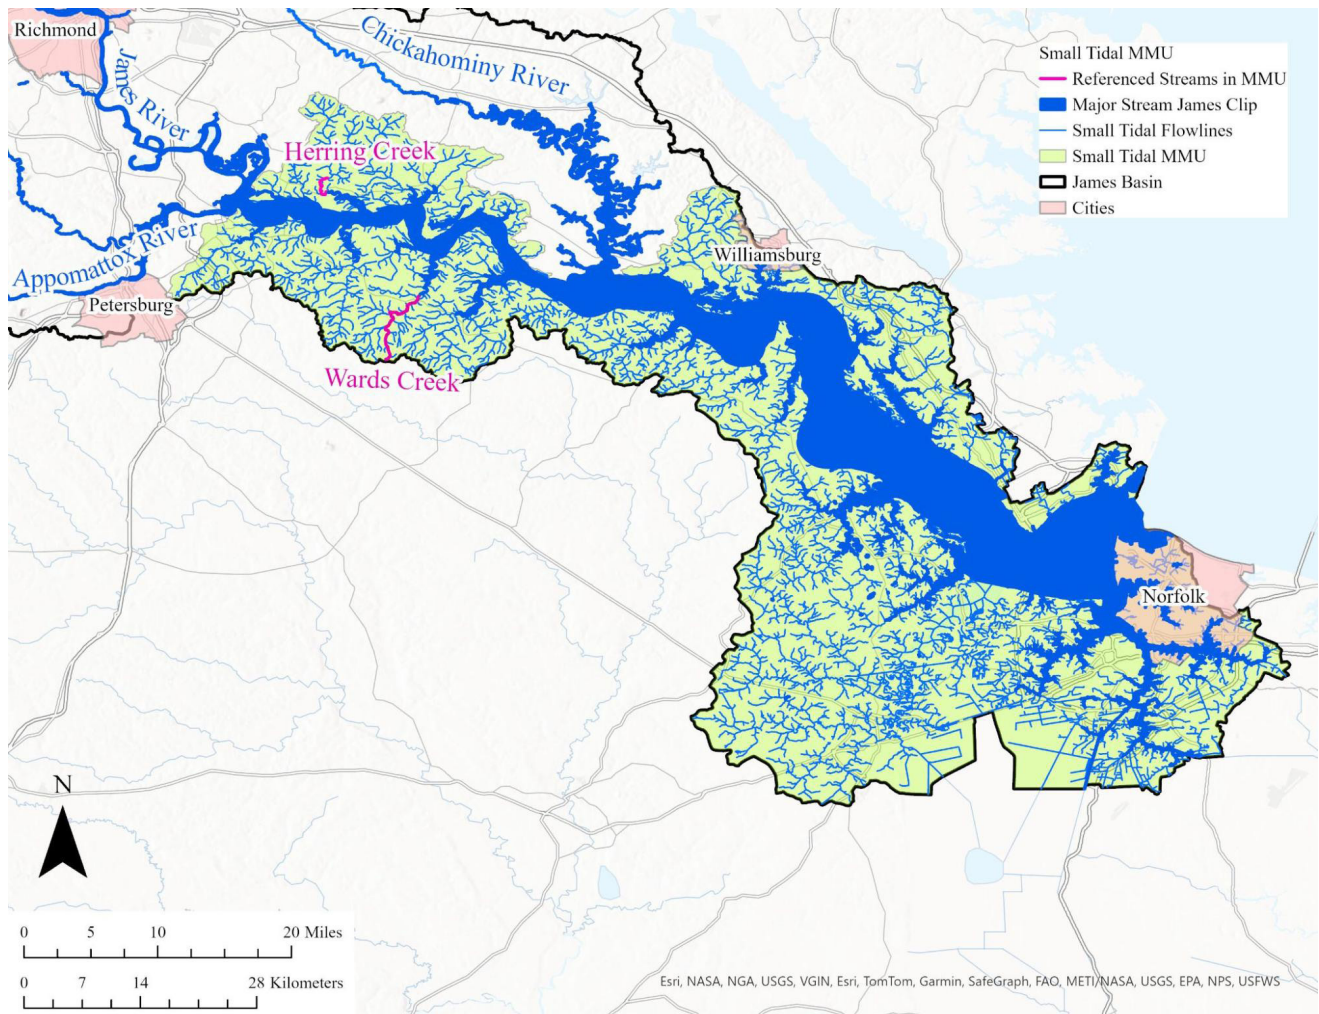 Richmond
James River
Chickahominy River
Small Tidal MMU
Referenced Streams in MMU
Major Stream James Clip
Small Tidal Flowlines
Small Tidal MMU
James Basin
Cities
Herring Creek
Appomattox River
Williamsburg
Petersburg
Wards Creek
Norfolk
N
0 5 10 20 Miles
0 7 14 28 Kilometers
Esri, NASA, NGA, USGS, VGIN, Esri, TomTom, Garmin, SafeGraph, FAO, METI/NASA, USGS, EPA, NPS, USFWS